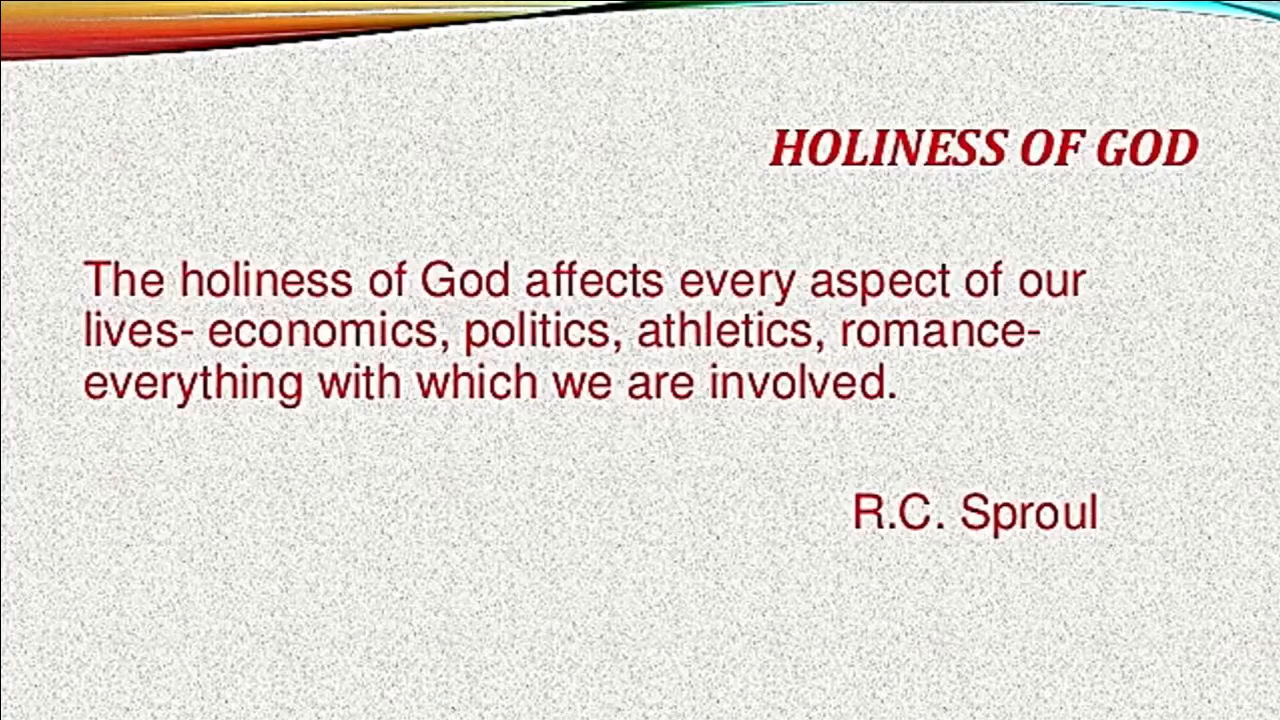 HOLINESS OF GOD
The holiness of God affects every aspect of our
lives- economics, politics, athletics, romance-
everything with which we are involved.
R.C. Sproul